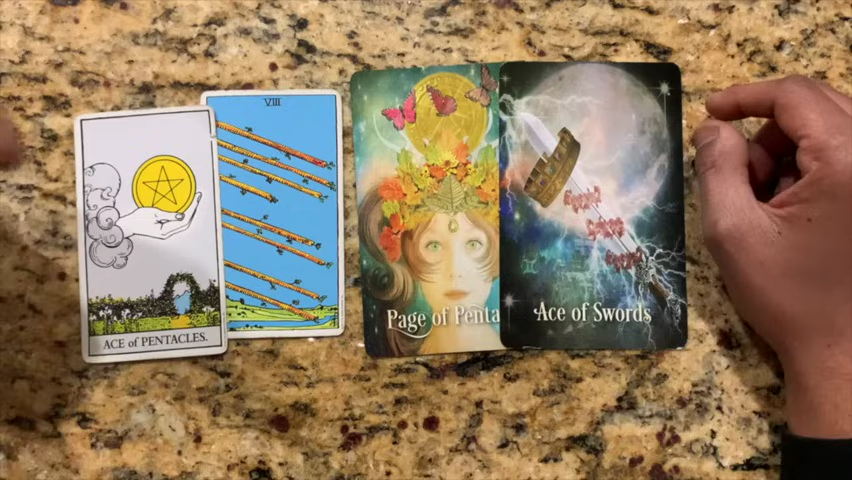 ACE of PENTACLES.
VIII
Page of Penta
Ace of Swords